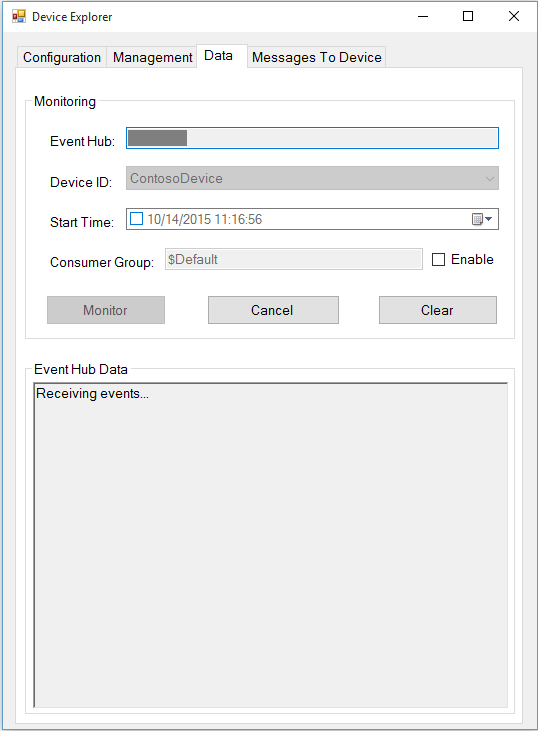 Device Explorer
Configuration Management Data Messages To Device
Monitoring
Event Hub:
Device ID: ContosoDevice
Start Time: 10/14/2015 11:16:56
Consumer Group: $Default Enable
Monitor Cancel Clear
Event Hub Data
Receiving events...